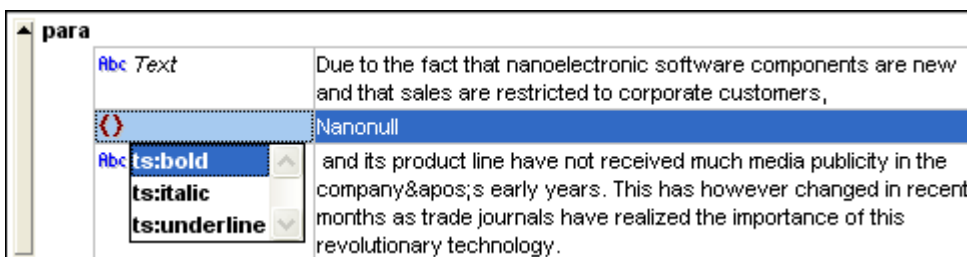 para
Abc Text
Due to the fact that nanoelectronic software components are new
and that sales are restricted to corporate customers,
{} Nanonull
Abc ts:bold
ts:italic
ts:underline
and its product line have not received much media publicity in the
company&apos;s early years. This has however changed in recent
months as trade journals have realized the importance of this
revolutionary technology.